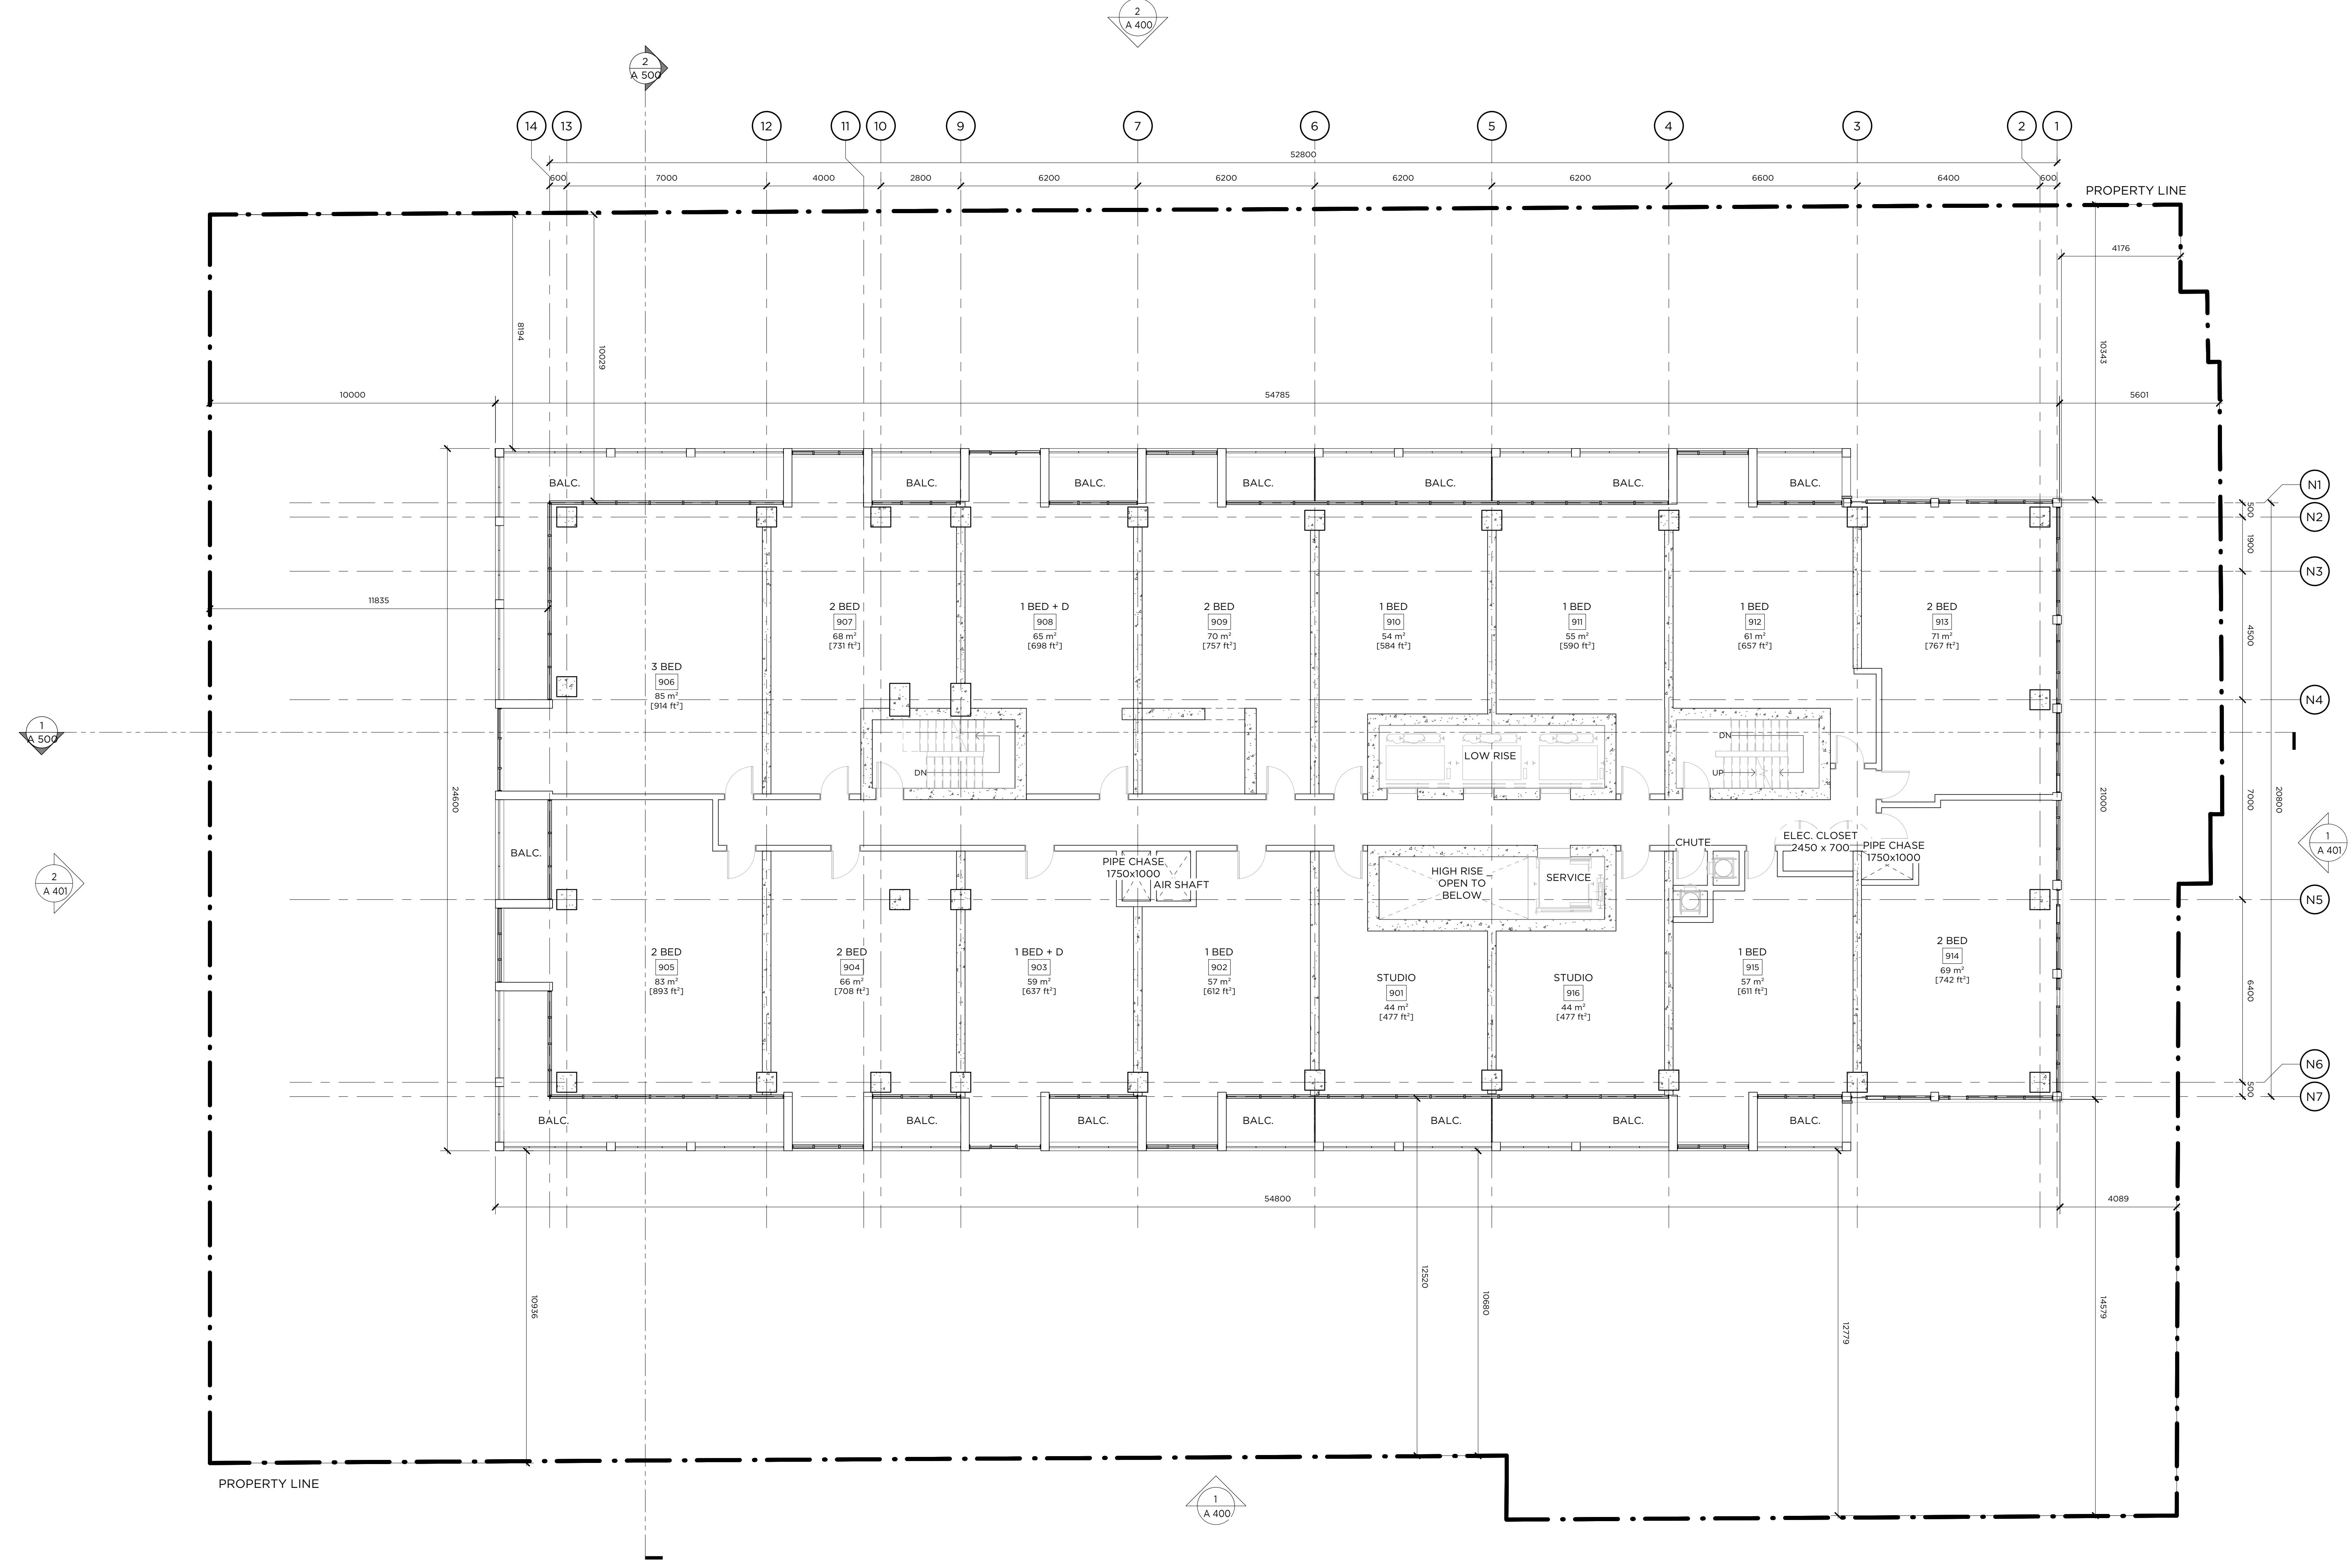 2
A 400
2
A 500
14
13
12
11
10
9
7
6
5
4
3
2
1
52800
600
7000
4000
2800
6200
6200
6200
6200
6600
6400
600
PROPERTY LINE
4176
8194
10029
10343
10000
54785
5601
BALC.
BALC.
BALC.
BALC.
BALC.
BALC.
BALC.
N1
N2
N3
N4
N5
N6
N7
500
1900
4500
7000
6400
500
20800
21000
11835
24600
3 BED
906
85 m²
[914 ft²]
2 BED
907
68 m²
[731 ft²]
1 BED + D
908
65 m²
[698 ft²]
2 BED
909
70 m²
[757 ft²]
1 BED
910
54 m²
[584 ft²]
1 BED
911
55 m²
[590 ft²]
1 BED
912
61 m²
[657 ft²]
2 BED
913
71 m²
[767 ft²]
1
A 500
DN
LOW RISE
DN
UP
2
A 401
1
A 401
BALC.
PIPE CHASE
1750x1000
AIR SHAFT
HIGH RISE
OPEN TO
BELOW
SERVICE
CHUTE
ELEC. CLOSET
2450 x 700
PIPE CHASE
1750x1000
2 BED
905
83 m²
[893 ft²]
2 BED
904
66 m²
[708 ft²]
1 BED + D
903
59 m²
[637 ft²]
1 BED
902
57 m²
[612 ft²]
STUDIO
901
44 m²
[477 ft²]
STUDIO
916
44 m²
[477 ft²]
1 BED
915
57 m²
[611 ft²]
2 BED
914
69 m²
[742 ft²]
BALC.
BALC.
BALC.
BALC.
BALC.
BALC.
BALC.
54800
4089
10936
12520
10680
12779
14579
PROPERTY LINE
1
A 400